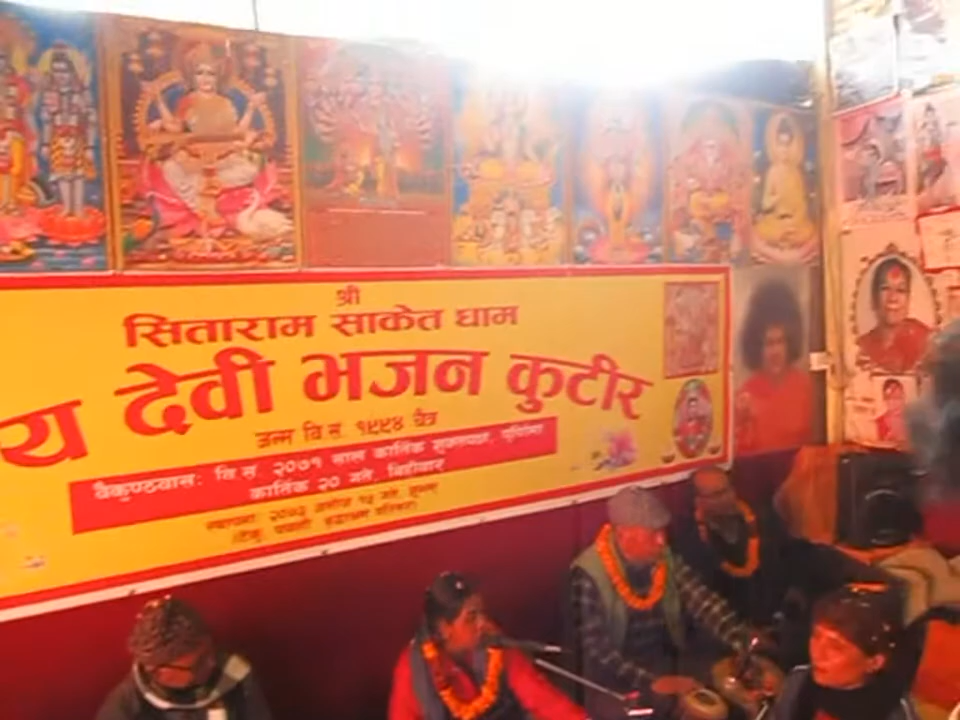 श्री
सिताराम साकेत धाम
य देवी भजन कुटीर
जन्म वि.सं. १९९४ चैत्र
वैकुण्ठवासः वि.सं. २०७१ साल कार्तिक शुक्लपक्ष, पूर्णिमा
कार्तिक २० गते, बिहीवार